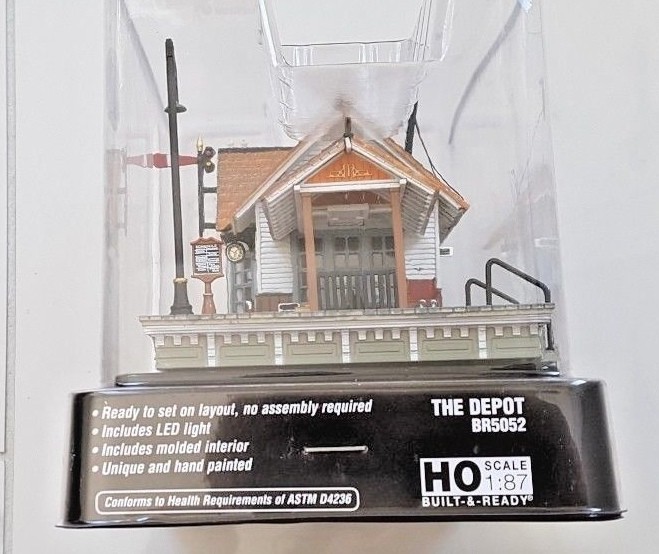 • Ready to set on layout, no assembly required
• Includes LED light
• Includes molded interior
• Unique and hand painted
Conforms to Health Requirements of ASTM D4236
THE DEPOT
BR5052
HO SCALE 1:87
BUILT-&-READY®